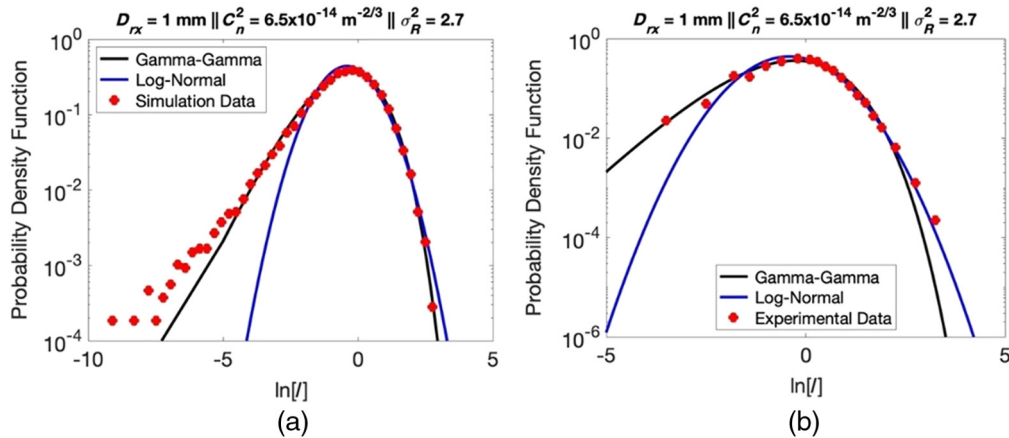 D_rx = 1 mm || C_n^2 = 6.5x10^-14 m^-2/3 || σ_R^2 = 2.7
Probability Density Function
10^0
10^-1
10^-2
10^-3
10^-4
Gamma-Gamma
Log-Normal
Simulation Data
-10
-5
0
5
ln[I]
(a)
D_rx = 1 mm || C_n^2 = 6.5x10^-14 m^-2/3 || σ_R^2 = 2.7
Probability Density Function
10^0
10^-2
10^-4
10^-6
Gamma-Gamma
Log-Normal
Experimental Data
-5
0
5
ln[I]
(b)